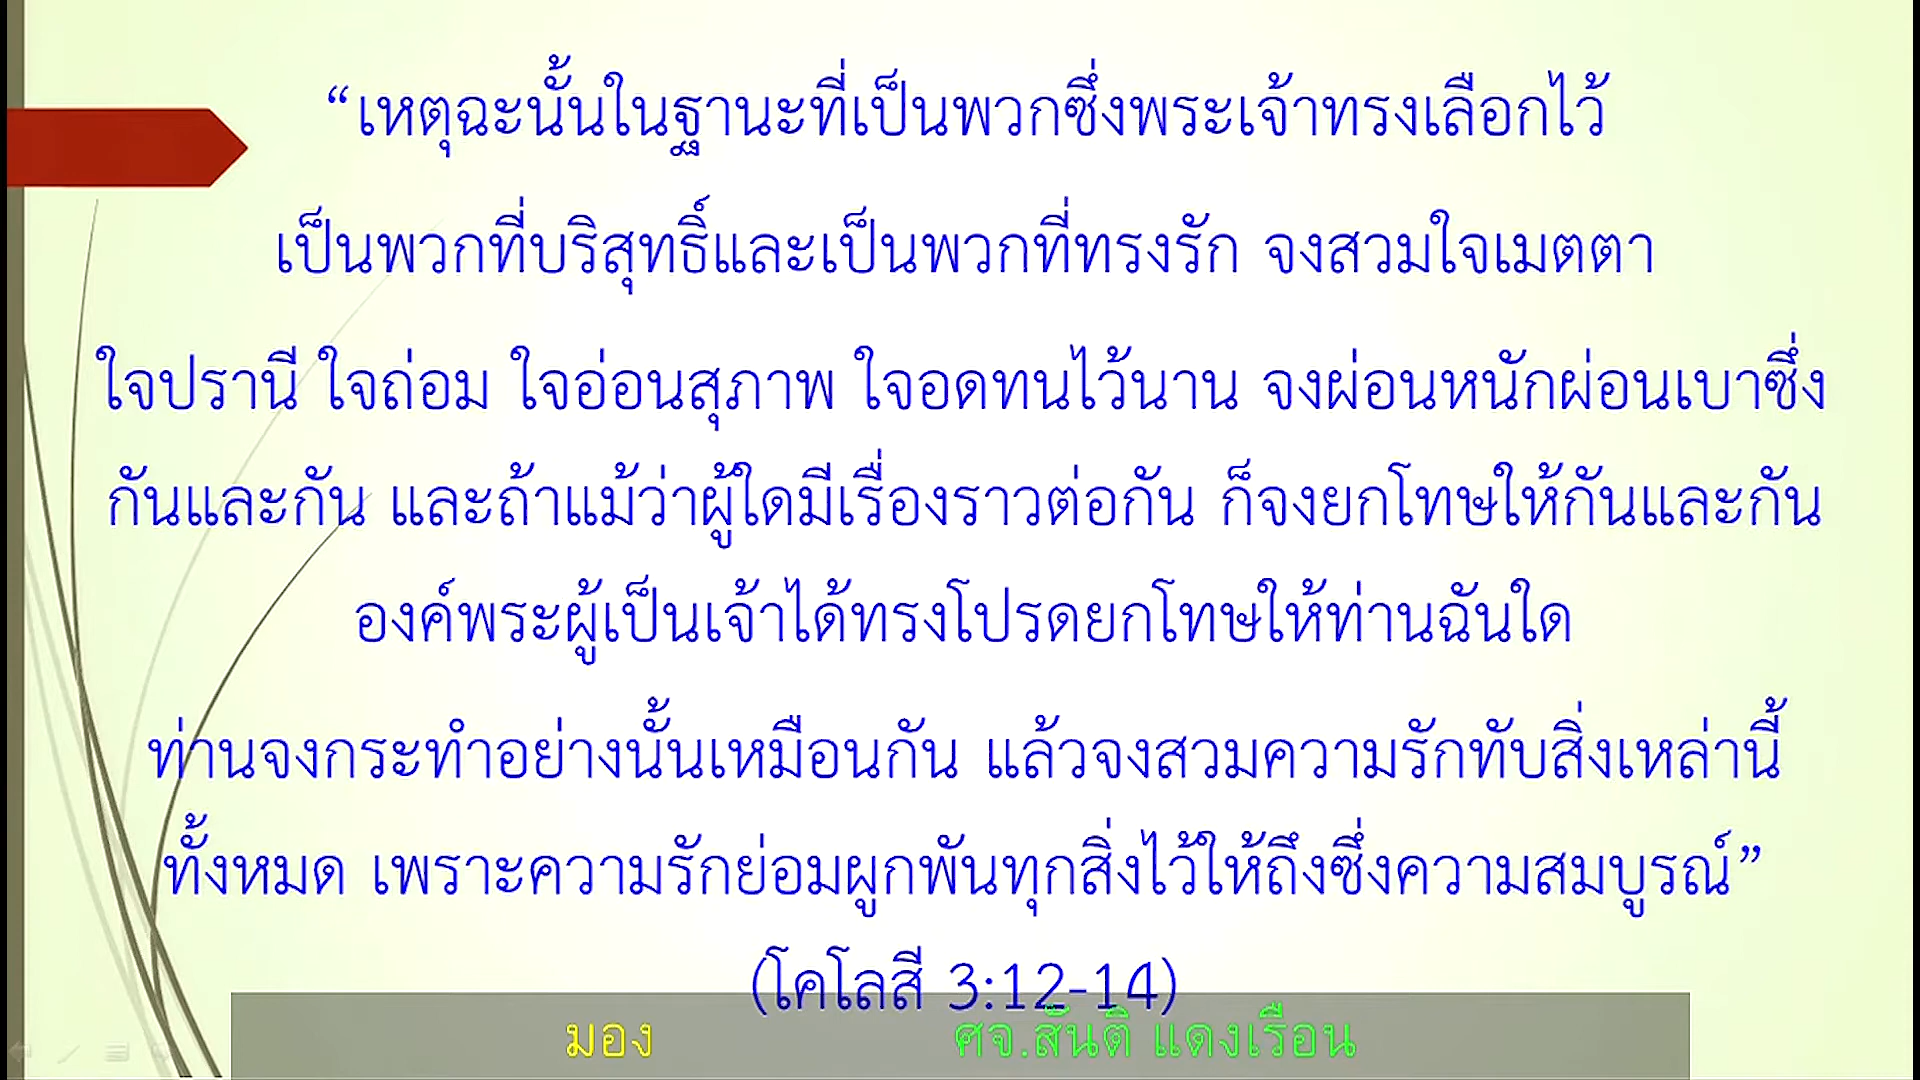 “เหตุฉะนั้นในฐานะที่เป็นพวกซึ่งพระเจ้าทรงเลือกไว้
เป็นพวกที่บริสุทธิ์และเป็นพวกที่ทรงรัก จงสวมใจเมตตา
ใจปรานี ใจถ่อม ใจอ่อนสุภาพ ใจอดทนไว้นาน จงผ่อนหนักผ่อนเบาซึ่ง
กันและกัน และถ้าแม้ว่าผู้ใดมีเรื่องราวต่อกัน ก็จงยกโทษให้กันและกัน
องค์พระผู้เป็นเจ้าได้ทรงโปรดยกโทษให้ท่านฉันใด
ท่านจงกระทำอย่างนั้นเหมือนกัน แล้วจงสวมความรักทับสิ่งเหล่านี้
ทั้งหมด เพราะความรักย่อมผูกพันทุกสิ่งไว้ให้ถึงซึ่งความสมบูรณ์”
(โคโลสี 3:12-14)
มอง ศจ.สันติ แดงเรือน